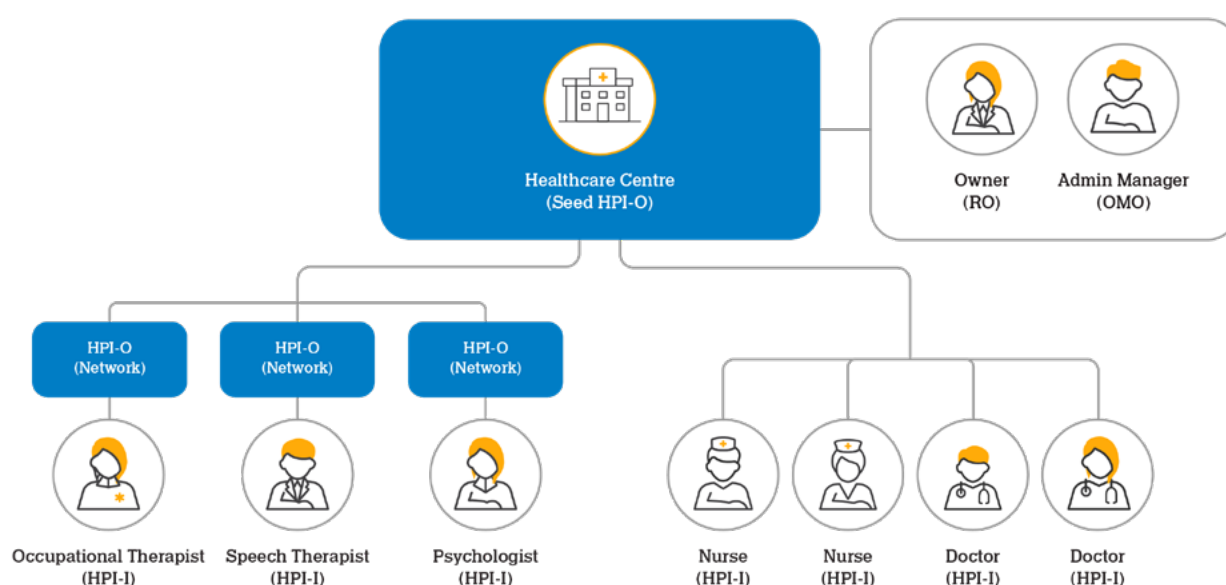 Healthcare Centre
(Seed HPI-O)
Owner
(RO)
Admin Manager
(OMO)
HPI-O
(Network)
HPI-O
(Network)
HPI-O
(Network)
Occupational Therapist
(HPI-I)
Speech Therapist
(HPI-I)
Psychologist
(HPI-I)
Nurse
(HPI-I)
Nurse
(HPI-I)
Doctor
(HPI-I)
Doctor
(HPI-I)